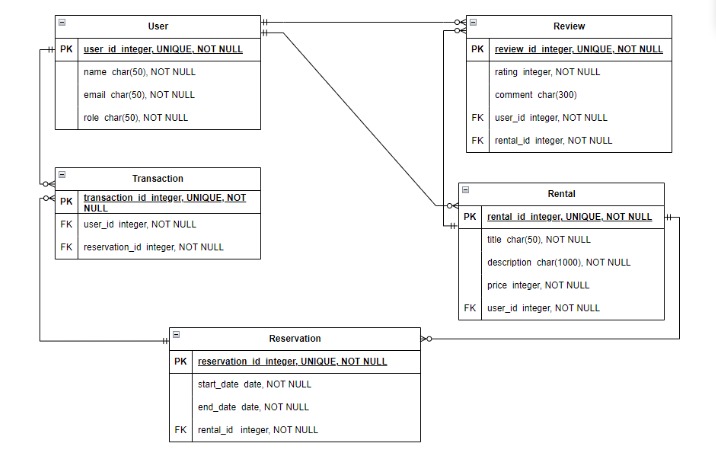 User
PK user_id integer, UNIQUE, NOT NULL
name char(50), NOT NULL
email char(50), NOT NULL
role char(50), NOT NULL
Review
PK review_id integer, UNIQUE, NOT NULL
rating integer, NOT NULL
comment char(300)
FK user_id integer, NOT NULL
FK rental_id integer, NOT NULL
Transaction
PK transaction_id integer, UNIQUE, NOT
NULL
FK user_id integer, NOT NULL
FK reservation_id integer, NOT NULL
Rental
PK rental_id integer, UNIQUE, NOT NULL
title char(50), NOT NULL
description char(1000), NOT NULL
price integer, NOT NULL
FK user_id integer, NOT NULL
Reservation
PK reservation_id integer, UNIQUE, NOT NULL
start_date date, NOT NULL
end_date date, NOT NULL
FK rental_id integer, NOT NULL